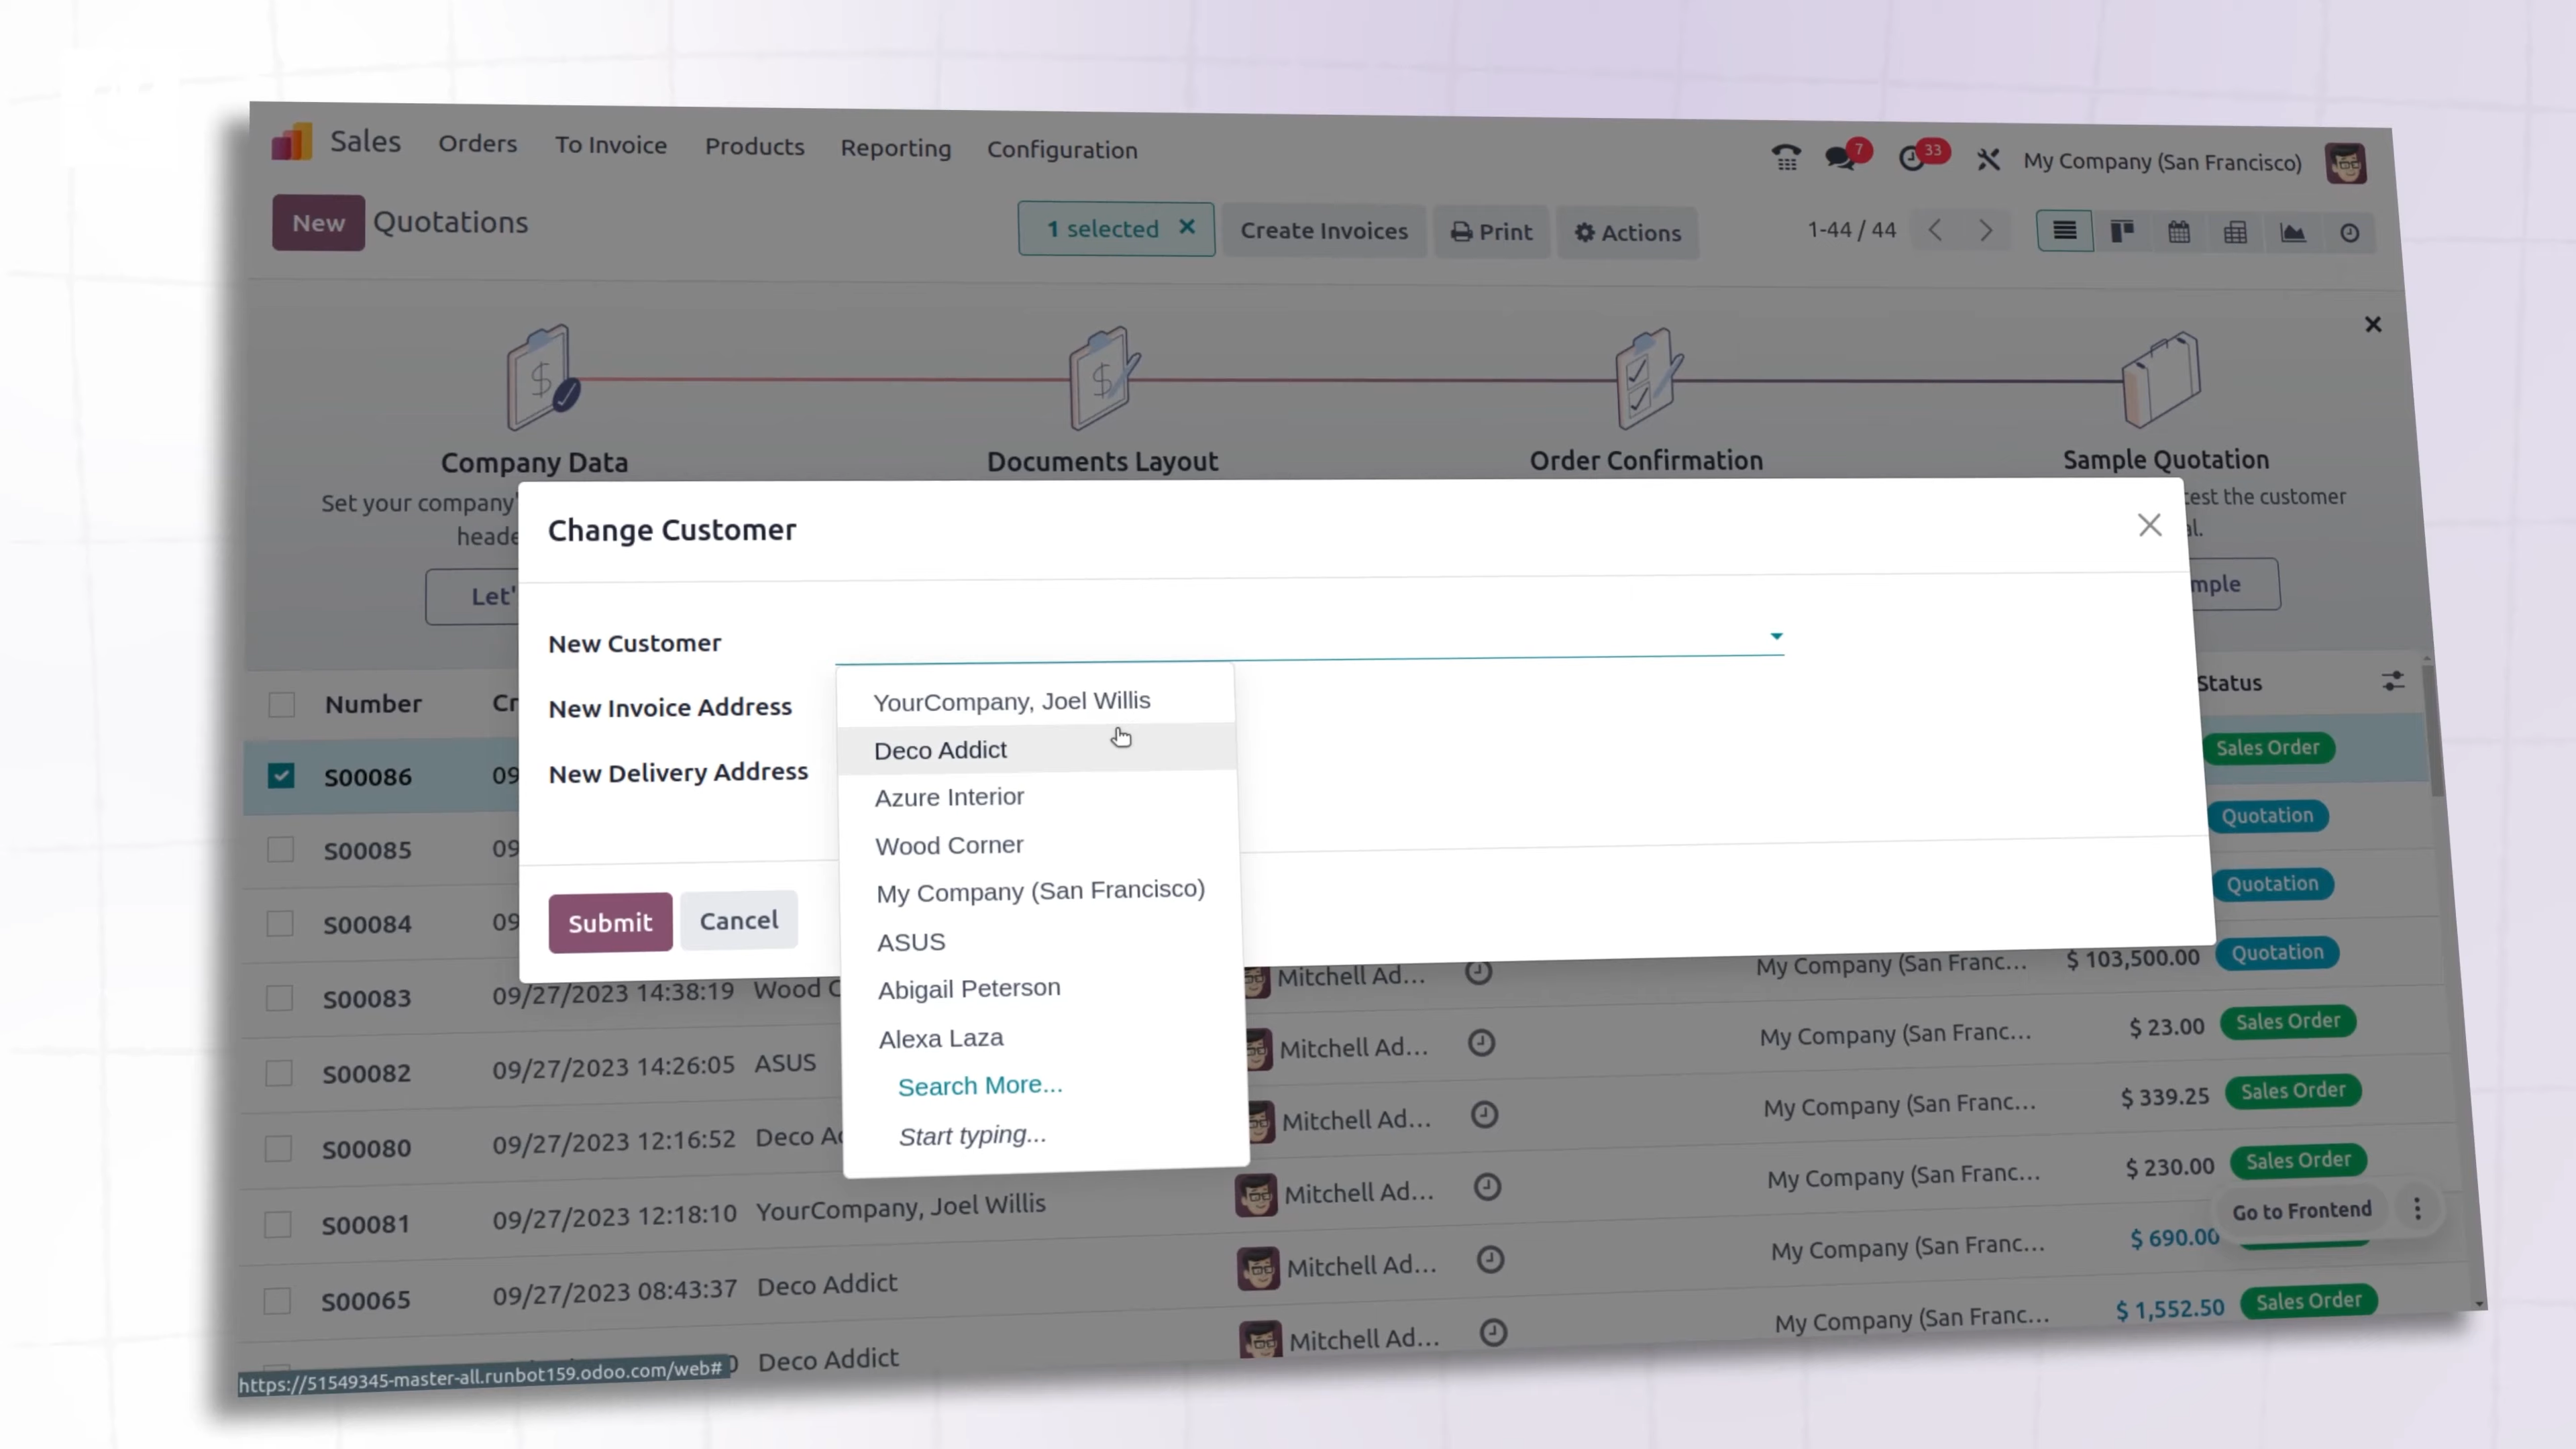 Sales Orders To Invoice Products Reporting Configuration 7 33 My Company (San Francisco)
New Quotations 1 selected Create Invoices Print Actions 1-44 / 44
Company Data Documents Layout Order Confirmation Sample Quotation
Set your company' test the customer
heade al.
Let'
Change Customer
New Customer
New Invoice Address
New Delivery Address
Submit Cancel
YourCompany, Joel Willis
Deco Addict
Azure Interior
Wood Corner
My Company (San Francisco)
ASUS
Abigail Peterson
Alexa Laza
Search More...
Start typing...
Number Cr Status
S00086 09 Sales Order
S00085 09 Quotation
S00084 09 Quotation
S00083 09/27/2023 14:38:19 Wood C Mitchell Ad... My Company (San Franc... $ 103,500.00 Quotation
S00082 09/27/2023 14:26:05 ASUS Mitchell Ad... My Company (San Franc... $ 23.00 Sales Order
S00080 09/27/2023 12:16:52 Deco Ad Mitchell Ad... My Company (San Franc... $ 339.25 Sales Order
S00081 09/27/2023 12:18:10 YourCompany, Joel Willis Mitchell Ad... My Company (San Franc... $ 230.00 Sales Order
S00065 09/27/2023 08:43:37 Deco Addict Mitchell Ad... My Company (San Franc... $ 690.00
Go to Frontend
Deco Addict Mitchell Ad... My Company (San Franc... $ 1,552.50 Sales Order
https://51549345-master-all.runbot159.odoo.com/web#